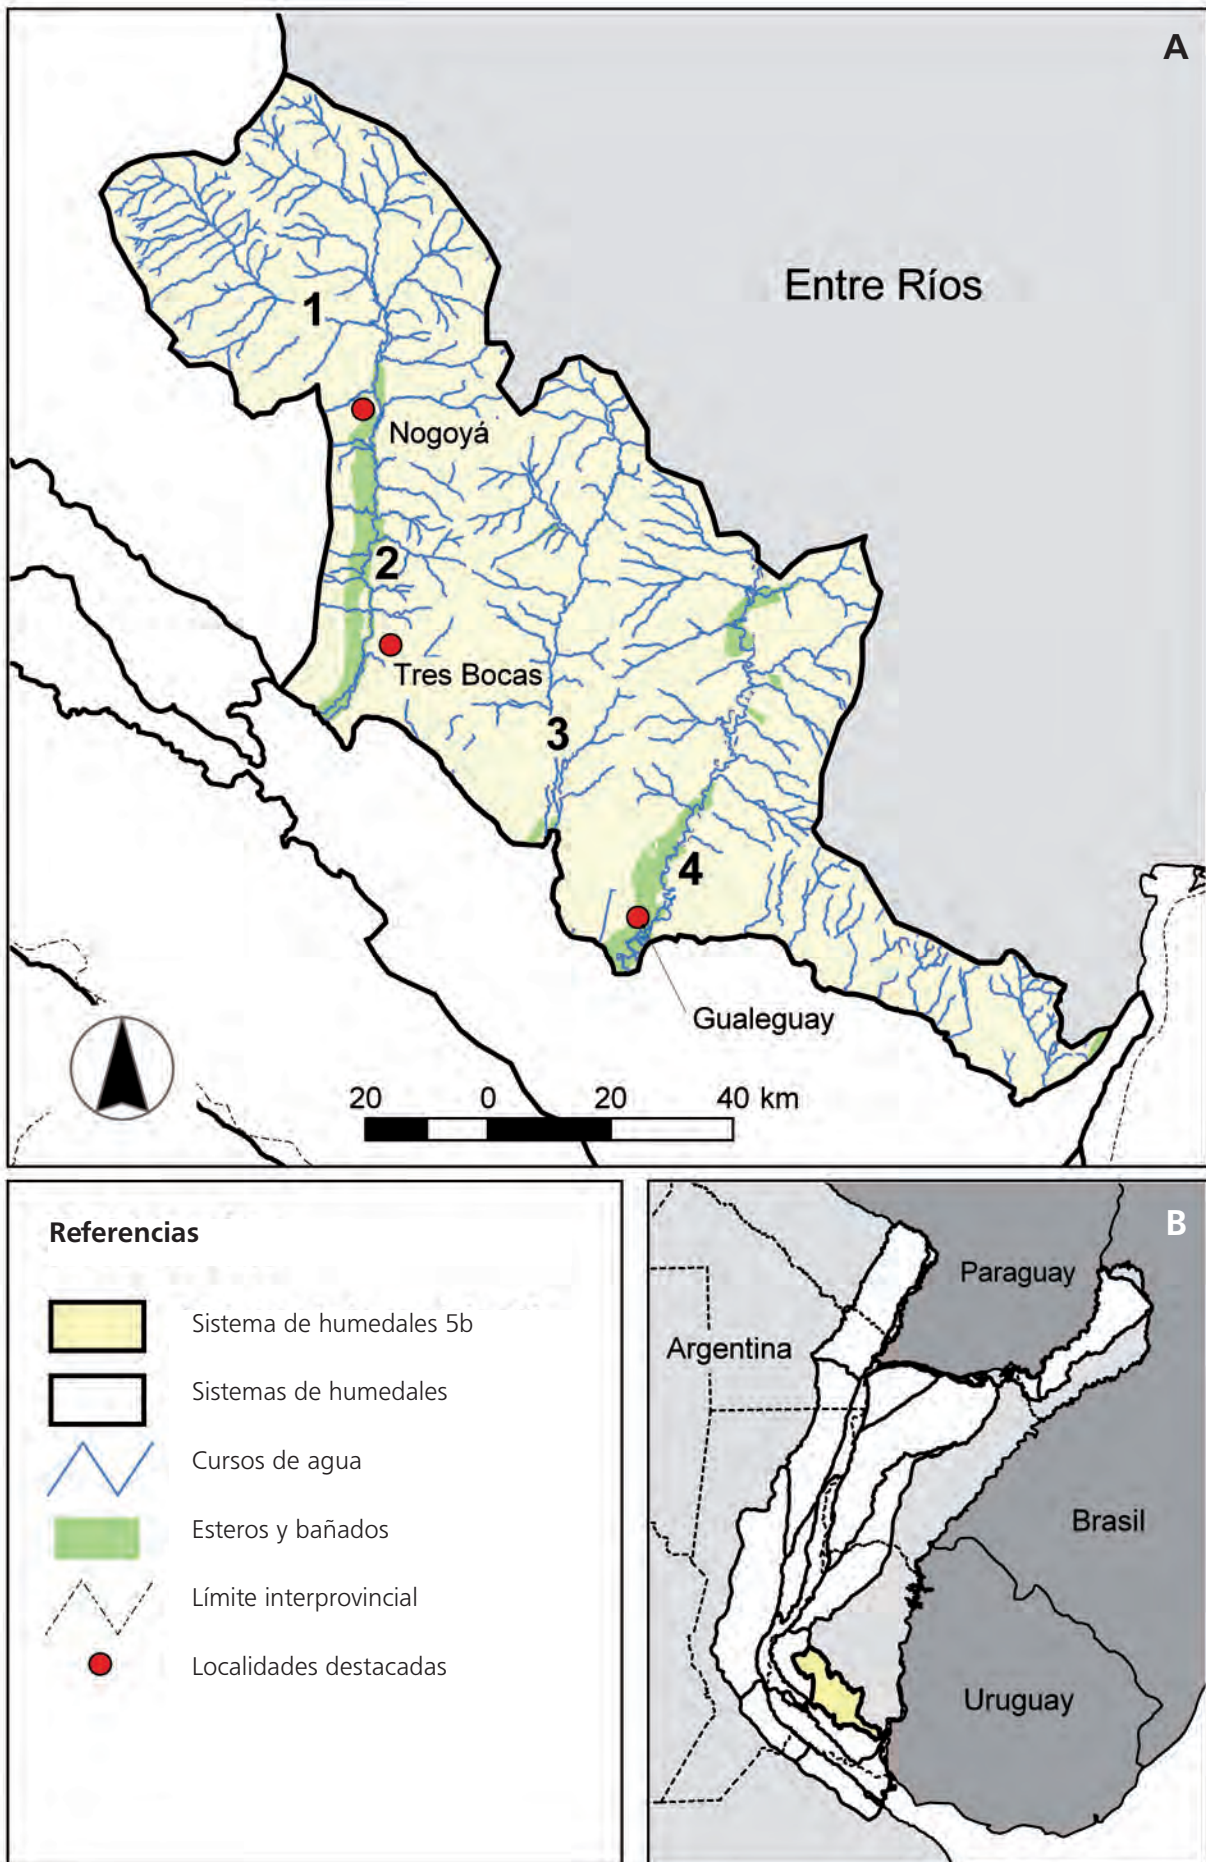 A
Entre Ríos
1
Nogoyá
2
Tres Bocas
3
4
Gualeguay
20 0 20 40 km
Referencias
Sistema de humedales 5b
Sistemas de humedales
Cursos de agua
Esteros y bañados
Límite interprovincial
Localidades destacadas
B
Paraguay
Argentina
Brasil
Uruguay